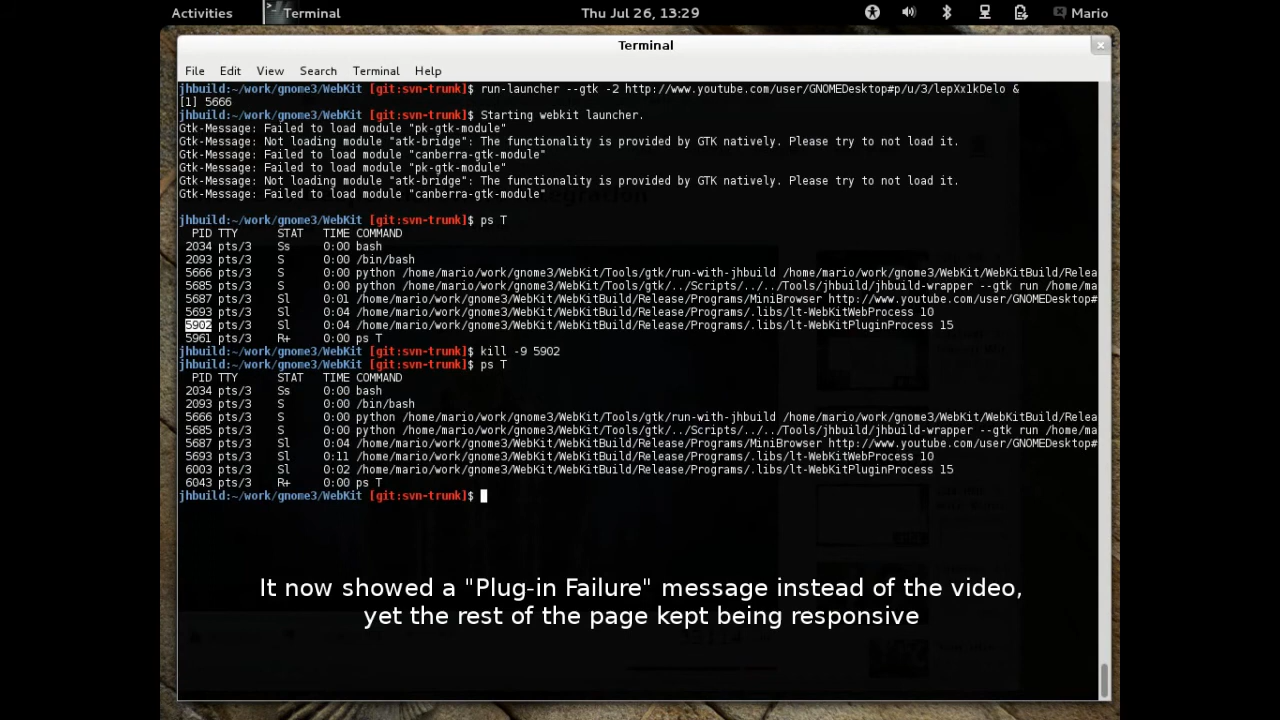 Activities Terminal Thu Jul 26, 13:29 Mario
Terminal
File Edit View Search Terminal Help
jhbuild:~/work/gnome3/WebKit [git:svn-trunk]$ run-launcher --gtk -2 http://www.youtube.com/user/GNOMEDesktop#p/u/3/lepXx1kDelo &
[1] 5666
jhbuild:~/work/gnome3/WebKit [git:svn-trunk]$ Starting webkit launcher.
Gtk-Message: Failed to load module "pk-gtk-module"
Gtk-Message: Not loading module "atk-bridge": The functionality is provided by GTK natively. Please try to not load it.
Gtk-Message: Failed to load module "canberra-gtk-module"
Gtk-Message: Failed to load module "pk-gtk-module"
Gtk-Message: Not loading module "atk-bridge": The functionality is provided by GTK natively. Please try to not load it.
Gtk-Message: Failed to load module "canberra-gtk-module"
jhbuild:~/work/gnome3/WebKit [git:svn-trunk]$ ps T
PID TTY STAT TIME COMMAND
2034 pts/3 Ss 0:00 bash
2093 pts/3 S 0:00 /bin/bash
5666 pts/3 S 0:00 python /home/mario/work/gnome3/WebKit/Tools/gtk/run-with-jhbuild /home/mario/work/gnome3/WebKit/WebKitBuild/Relea
5685 pts/3 S 0:00 python /home/mario/work/gnome3/WebKit/Tools/gtk/../Scripts/../../Tools/jhbuild/jhbuild-wrapper --gtk run /home/ma
5687 pts/3 Sl 0:01 /home/mario/work/gnome3/WebKit/WebKitBuild/Release/Programs/MiniBrowser http://www.youtube.com/user/GNOMEDesktop#
5693 pts/3 Sl 0:04 /home/mario/work/gnome3/WebKit/WebKitBuild/Release/Programs/.libs/lt-WebKitWebProcess 10
5902 pts/3 Sl 0:04 /home/mario/work/gnome3/WebKit/WebKitBuild/Release/Programs/.libs/lt-WebKitPluginProcess 15
5961 pts/3 R+ 0:00 ps T
jhbuild:~/work/gnome3/WebKit [git:svn-trunk]$ kill -9 5902
jhbuild:~/work/gnome3/WebKit [git:svn-trunk]$ ps T
PID TTY STAT TIME COMMAND
2034 pts/3 Ss 0:00 bash
2093 pts/3 S 0:00 /bin/bash
5666 pts/3 S 0:00 python /home/mario/work/gnome3/WebKit/Tools/gtk/run-with-jhbuild /home/mario/work/gnome3/WebKit/WebKitBuild/Relea
5685 pts/3 S 0:00 python /home/mario/work/gnome3/WebKit/Tools/gtk/../Scripts/../../Tools/jhbuild/jhbuild-wrapper --gtk run /home/ma
5687 pts/3 Sl 0:04 /home/mario/work/gnome3/WebKit/WebKitBuild/Release/Programs/MiniBrowser http://www.youtube.com/user/GNOMEDesktop#
5693 pts/3 Sl 0:11 /home/mario/work/gnome3/WebKit/WebKitBuild/Release/Programs/.libs/lt-WebKitWebProcess 10
6003 pts/3 Sl 0:02 /home/mario/work/gnome3/WebKit/WebKitBuild/Release/Programs/.libs/lt-WebKitPluginProcess 15
6043 pts/3 R+ 0:00 ps T
jhbuild:~/work/gnome3/WebKit [git:svn-trunk]$
It now showed a "Plug-in Failure" message instead of the video,
yet the rest of the page kept being responsive